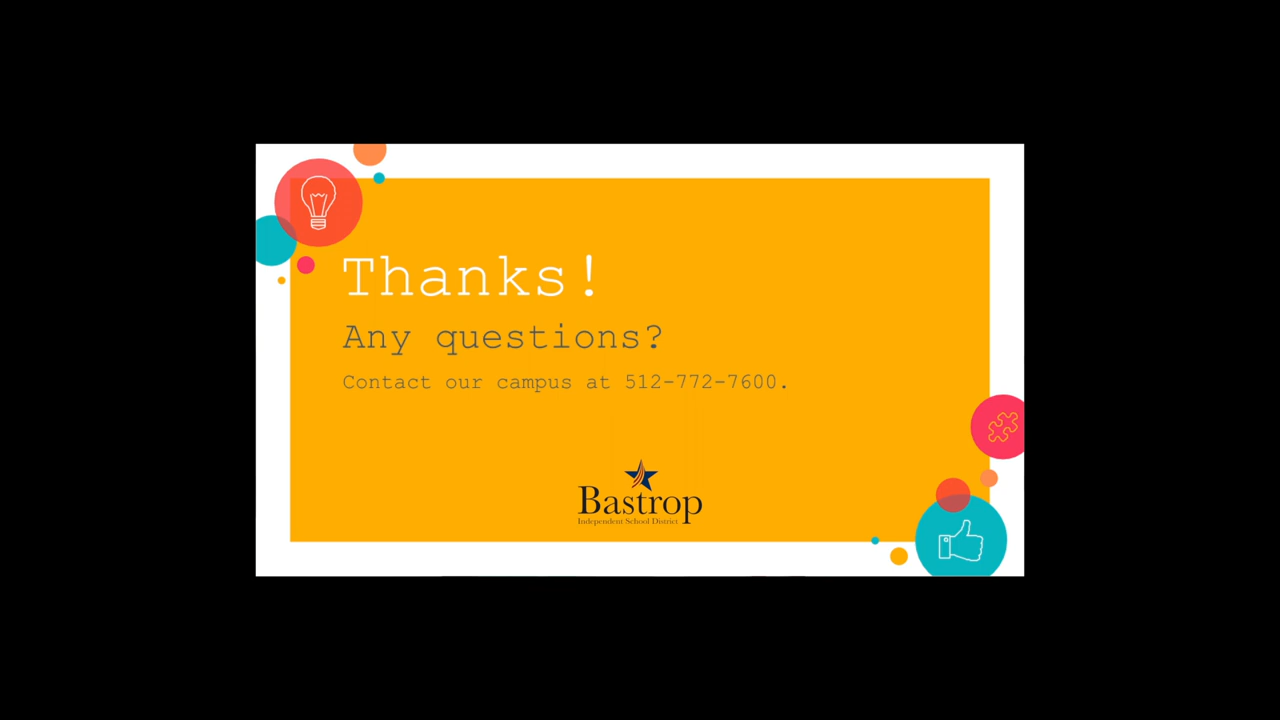 Thanks!
Any questions?
Contact our campus at 512-772-7600.
Bastrop
Independent School District